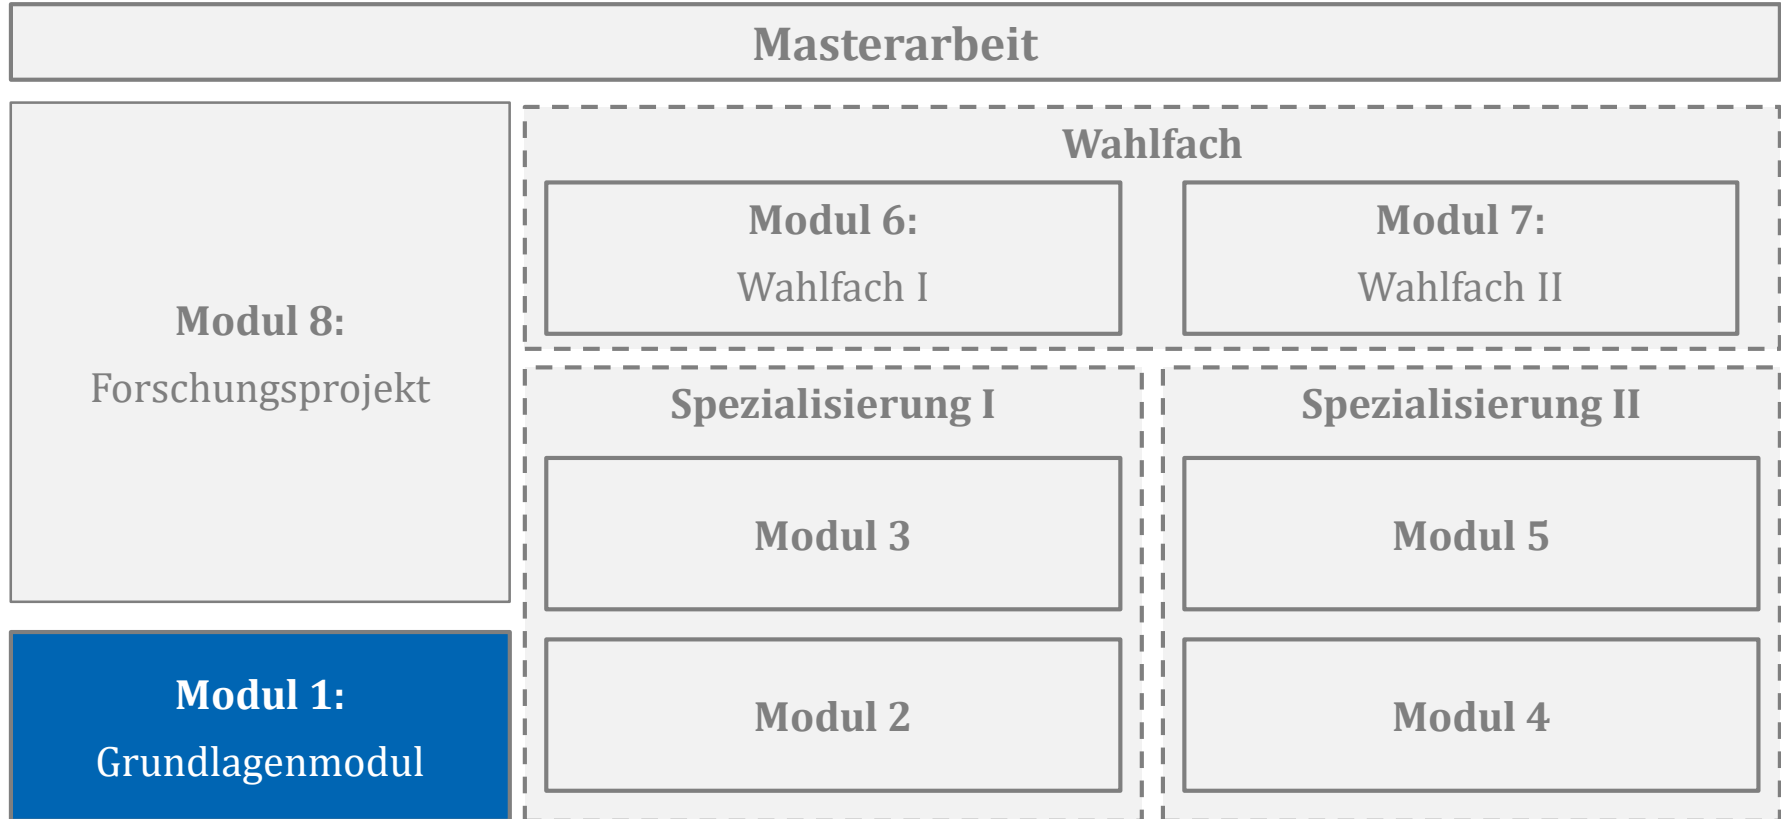 Masterarbeit
Modul 8:
Forschungsprojekt
Wahlfach
Modul 6:
Wahlfach I
Modul 7:
Wahlfach II
Spezialisierung I
Modul 3
Modul 2
Spezialisierung II
Modul 5
Modul 4
Modul 1:
Grundlagenmodul